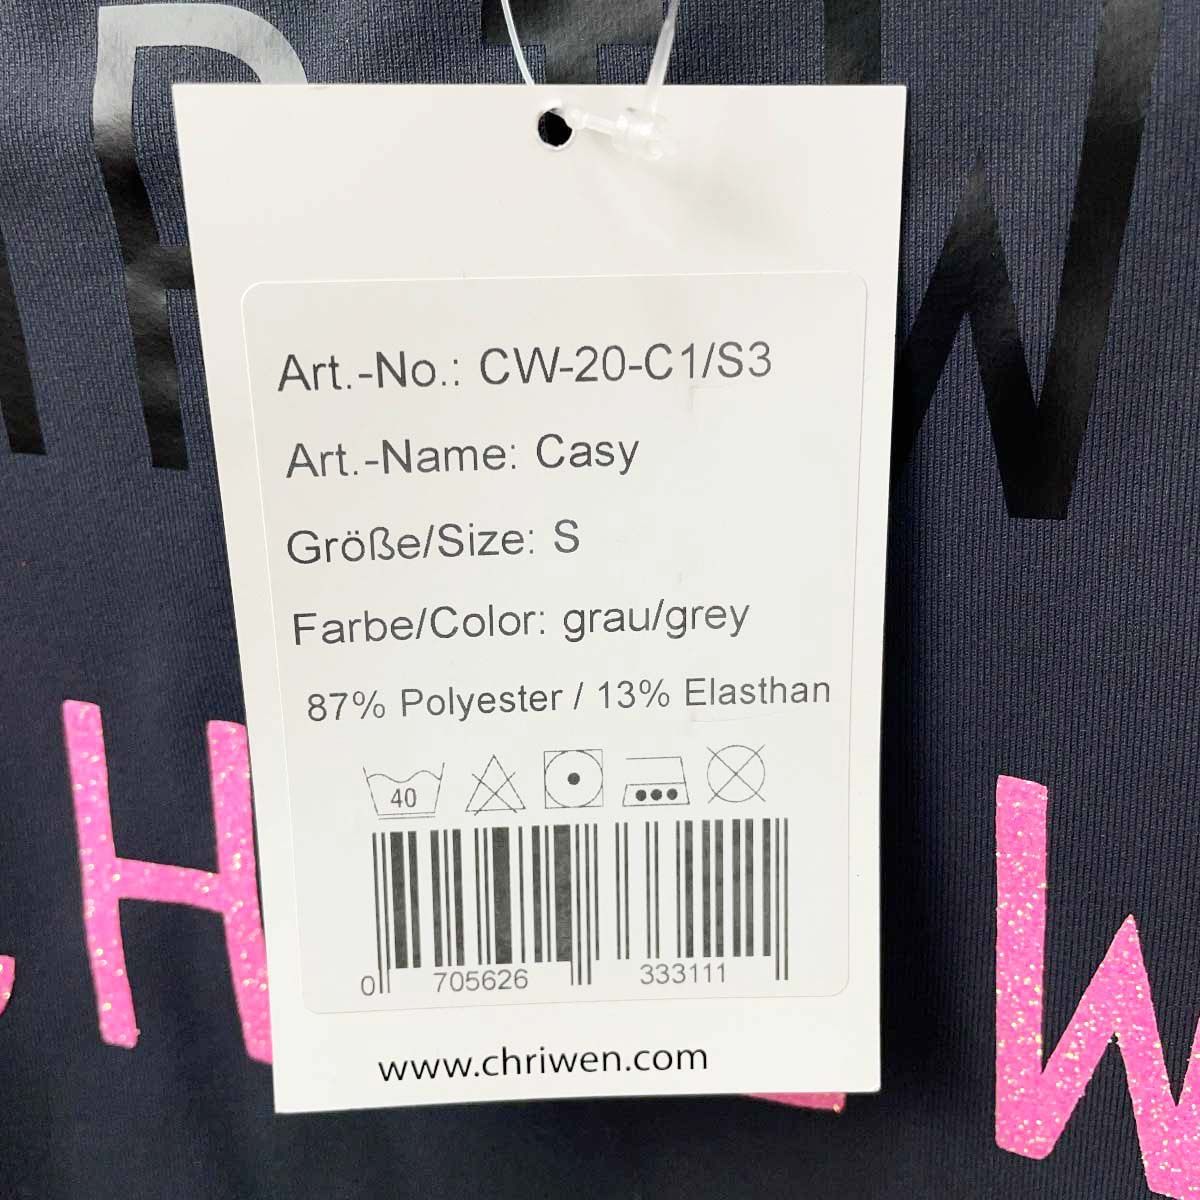 Art.-No.: CW-20-C1/S3
Art.-Name: Casy
Größe/Size: S
Farbe/Color: grau/grey
87% Polyester / 13% Elasthan
40
0 705626 333111
www.chriwen.com
H
W